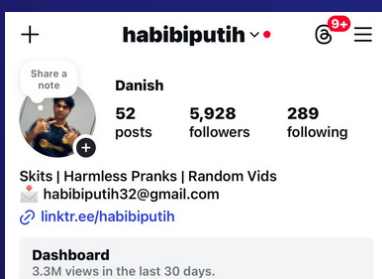 habibiputih
9+
Share a
note
Danish
52 5,928 289
posts followers following
Skits | Harmless Pranks | Random Vids
📩 habibiputih32@gmail.com
linktr.ee/habibiputih
Dashboard
3.3M views in the last 30 days.